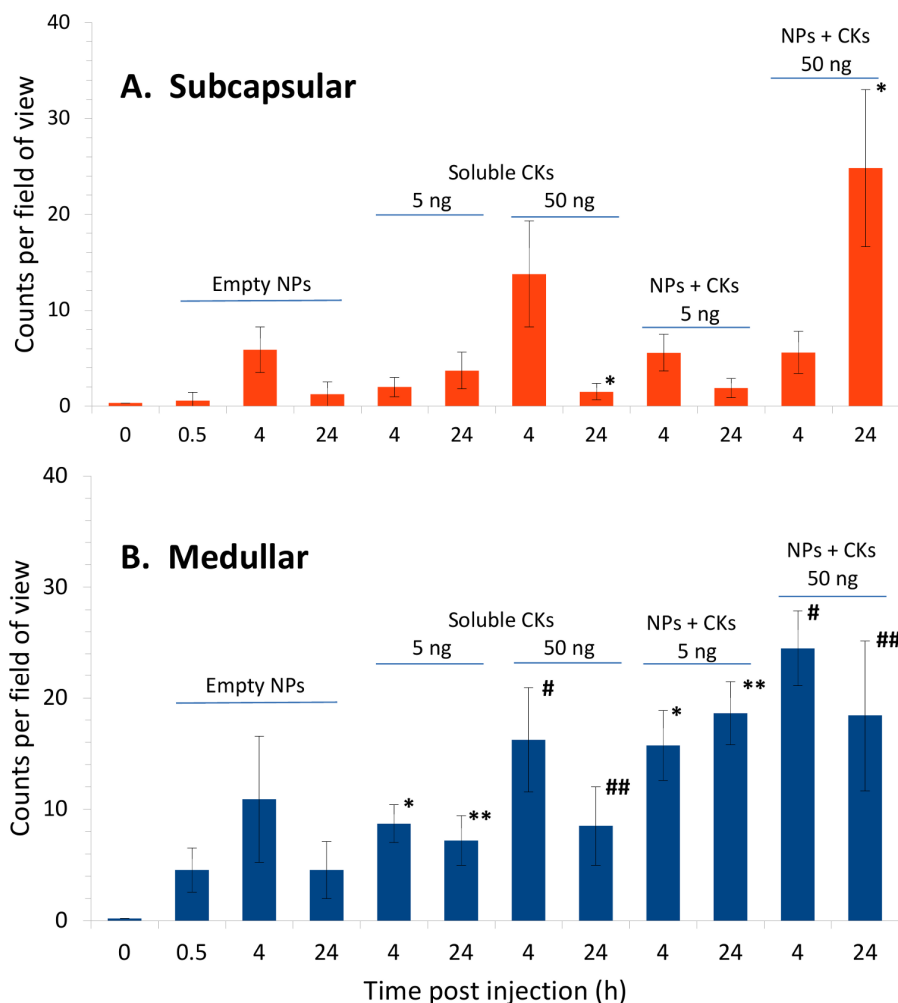 40
NPs + CKs
50 ng
A. Subcapsular
*
30
Soluble CKs
5 ng 50 ng
20
Empty NPs
NPs + CKs
5 ng
10
*
0
Counts per field of view
0 0.5 4 24 4 24 4 24 4 24 4 24
40
B. Medullar
NPs + CKs
50 ng
30
Soluble CKs
NPs + CKs
5 ng 50 ng 5 ng
Empty NPs
# ##
20
# * **
10
* ** ##
0
Counts per field of view
0 0.5 4 24 4 24 4 24 4 24 4 24
Time post injection (h)